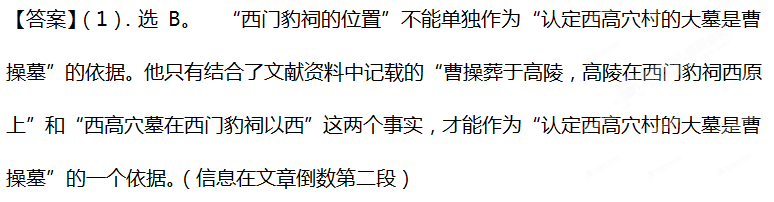 【答案】（1）．选 B。 “西门豹祠的位置”不能单独作为“认定西高穴村的大墓是曹
操墓”的依据。他只有结合了文献资料中记载的“曹操葬于高陵，高陵在西门豹祠西原
上”和“西高穴墓在西门豹祠以西”这两个事实，才能作为“认定西高穴村的大墓是曹
操墓”的一个依据。（信息在文章倒数第二段）